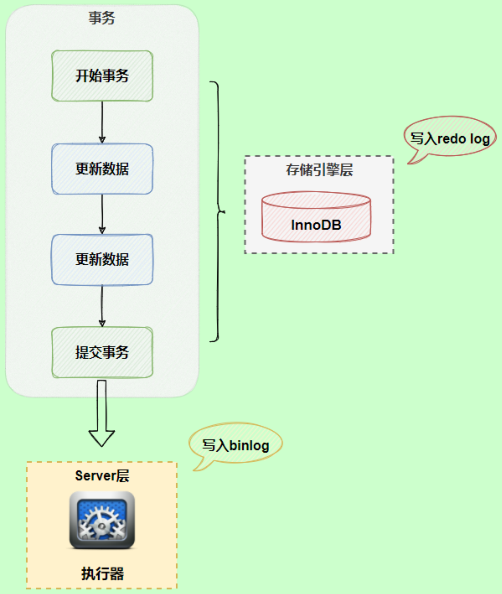 事务
开始事务
更新数据
更新数据
提交事务
写入redo log
存储引擎层
InnoDB
写入binlog
Server层
执行器